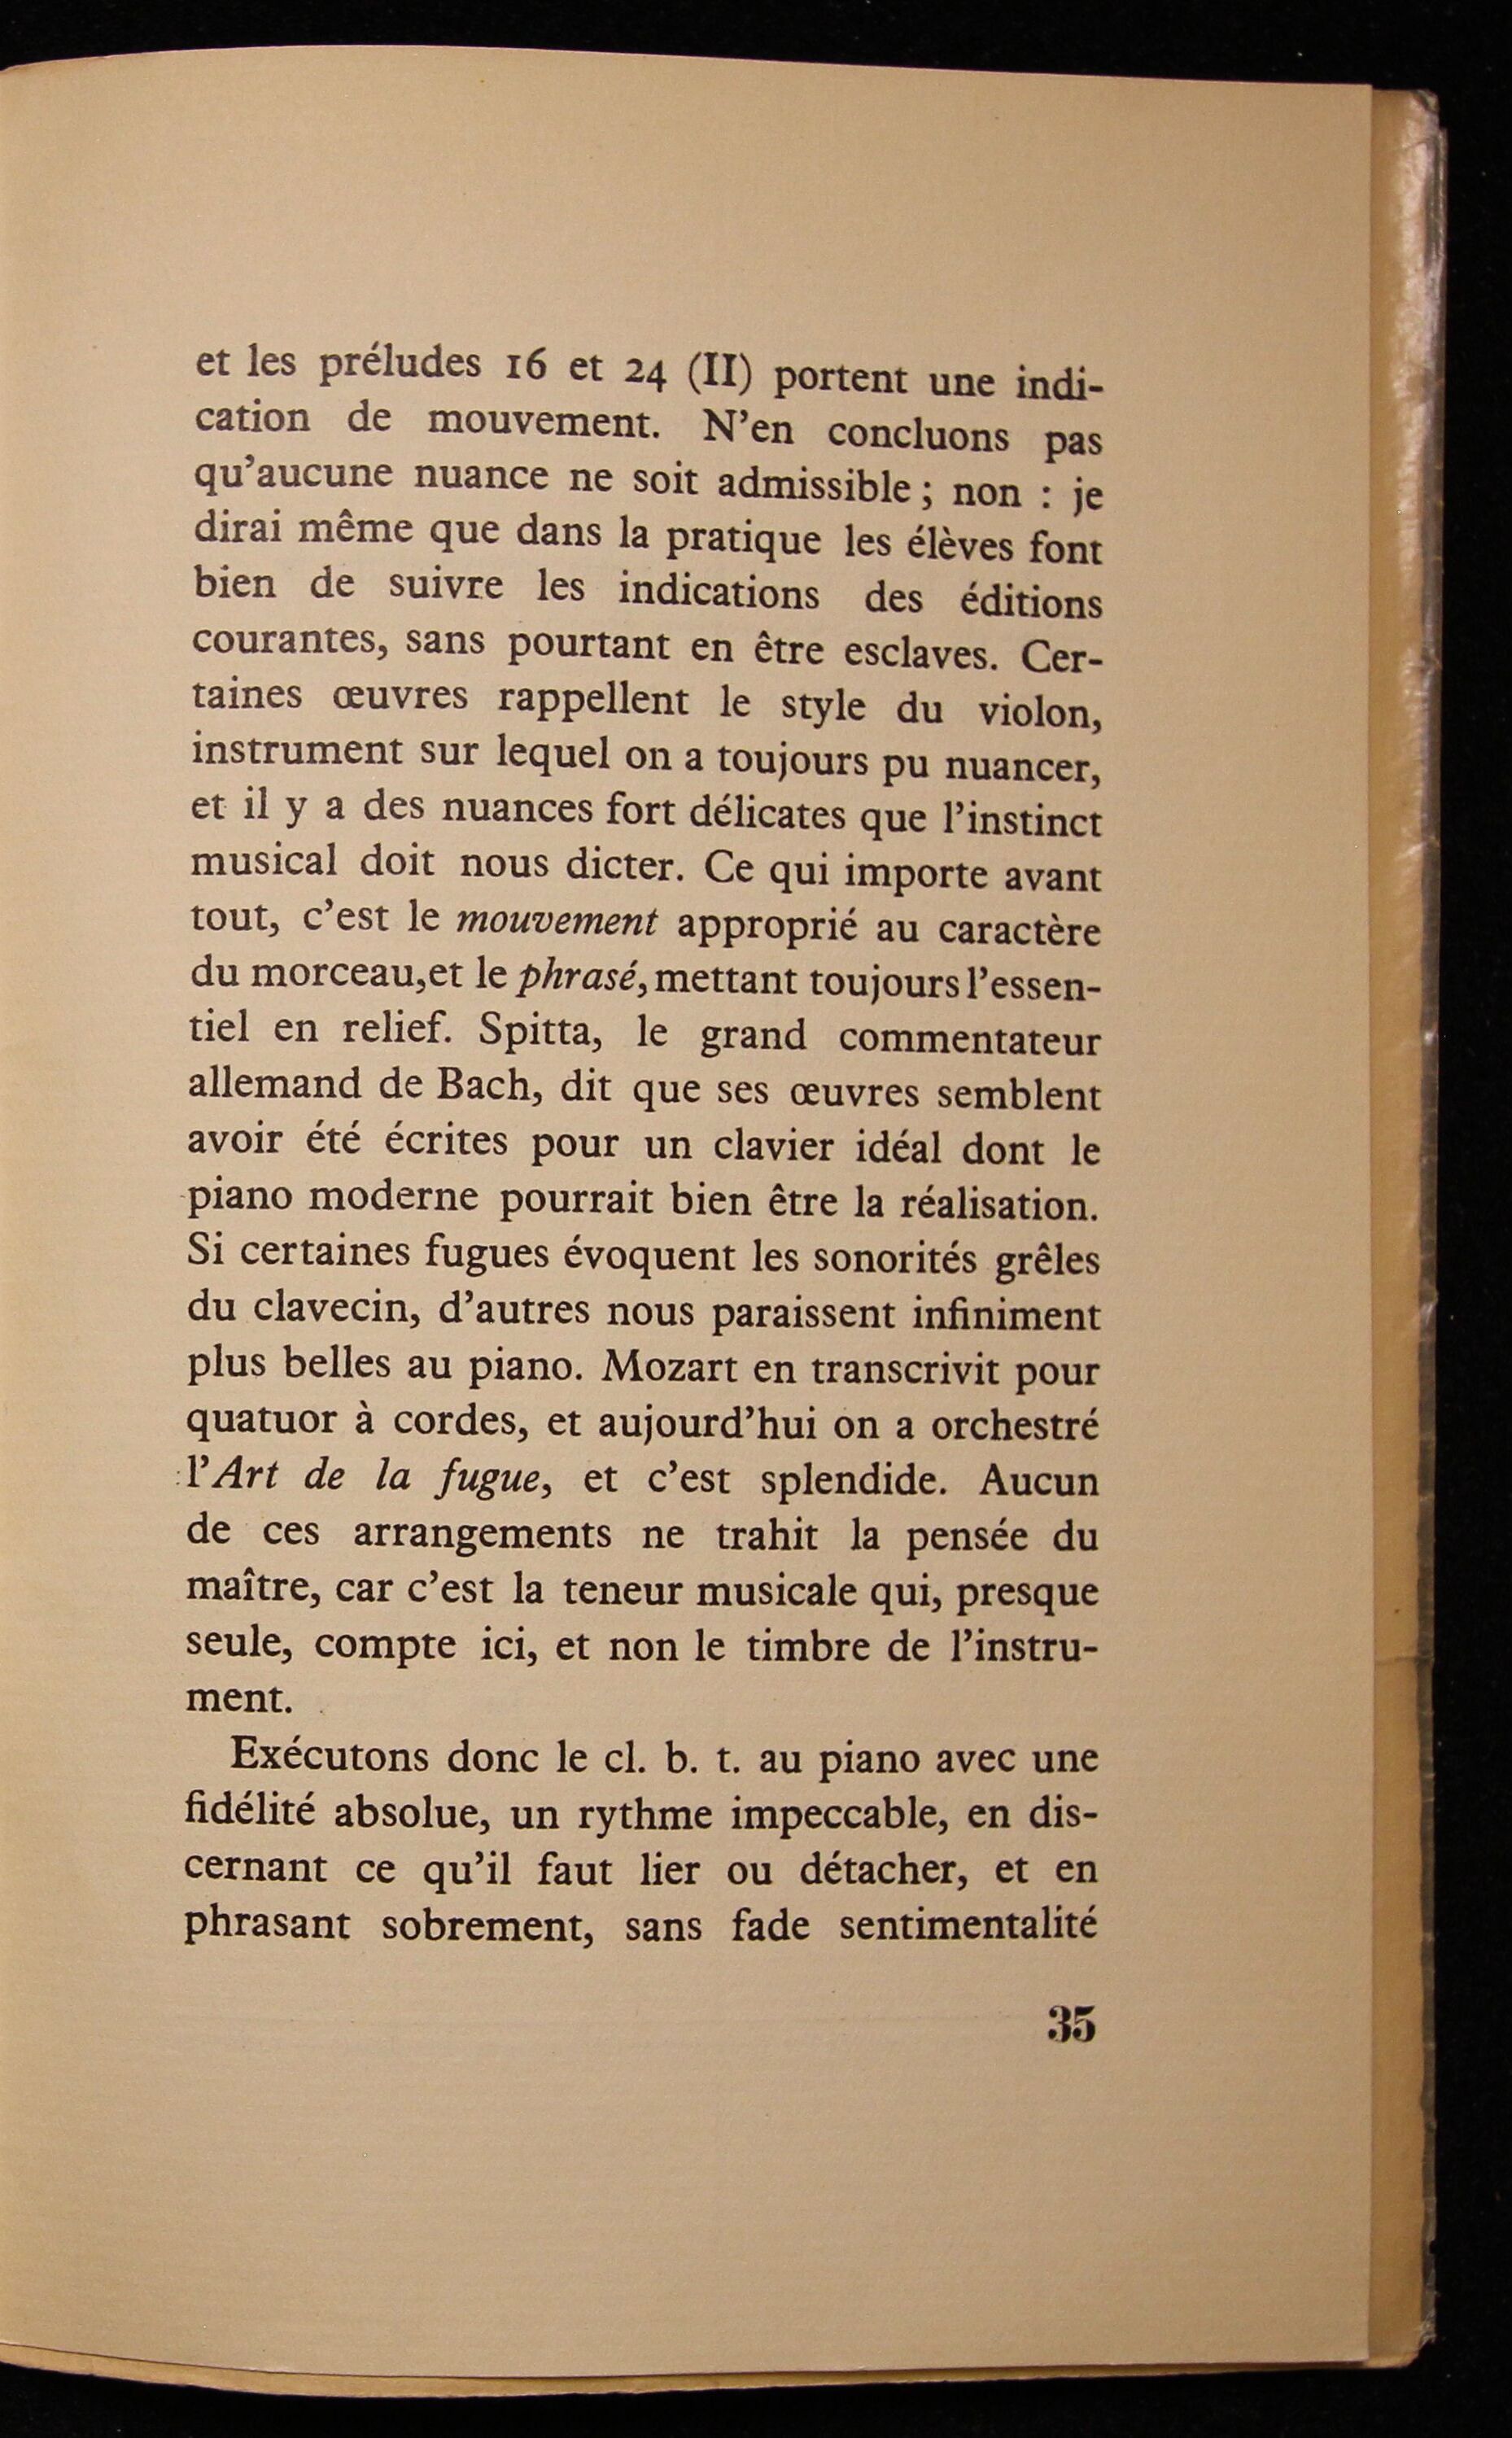 et les préludes 16 et 24 (II) portent une indi-
cation de mouvement. N'en concluons pas
qu'aucune nuance ne soit admissible ; non : je
dirai même que dans la pratique les élèves font
bien de suivre les indications des éditions
courantes, sans pourtant en être esclaves. Cer-
taines œuvres rappellent le style du violon,
instrument sur lequel on a toujours pu nuancer,
et il y a des nuances fort délicates que l'instinct
musical doit nous dicter. Ce qui importe avant
tout, c'est le mouvement approprié au caractère
du morceau,et le phrasé, mettant toujours l'essen-
tiel en relief. Spitta, le grand commentateur
allemand de Bach, dit que ses œuvres semblent
avoir été écrites pour un clavier idéal dont le
piano moderne pourrait bien être la réalisation.
Si certaines fugues évoquent les sonorités grêles
du clavecin, d'autres nous paraissent infiniment
plus belles au piano. Mozart en transcrivit pour
quatuor à cordes, et aujourd'hui on a orchestré
l'Art de la fugue, et c'est splendide. Aucun
de ces arrangements ne trahit la pensée du
maître, car c'est la teneur musicale qui, presque
seule, compte ici, et non le timbre de l'instru-
ment.
Exécutons donc le cl. b. t. au piano avec une
fidélité absolue, un rythme impeccable, en dis-
cernant ce qu'il faut lier ou détacher, et en
phrasant sobrement, sans fade sentimentalité
35